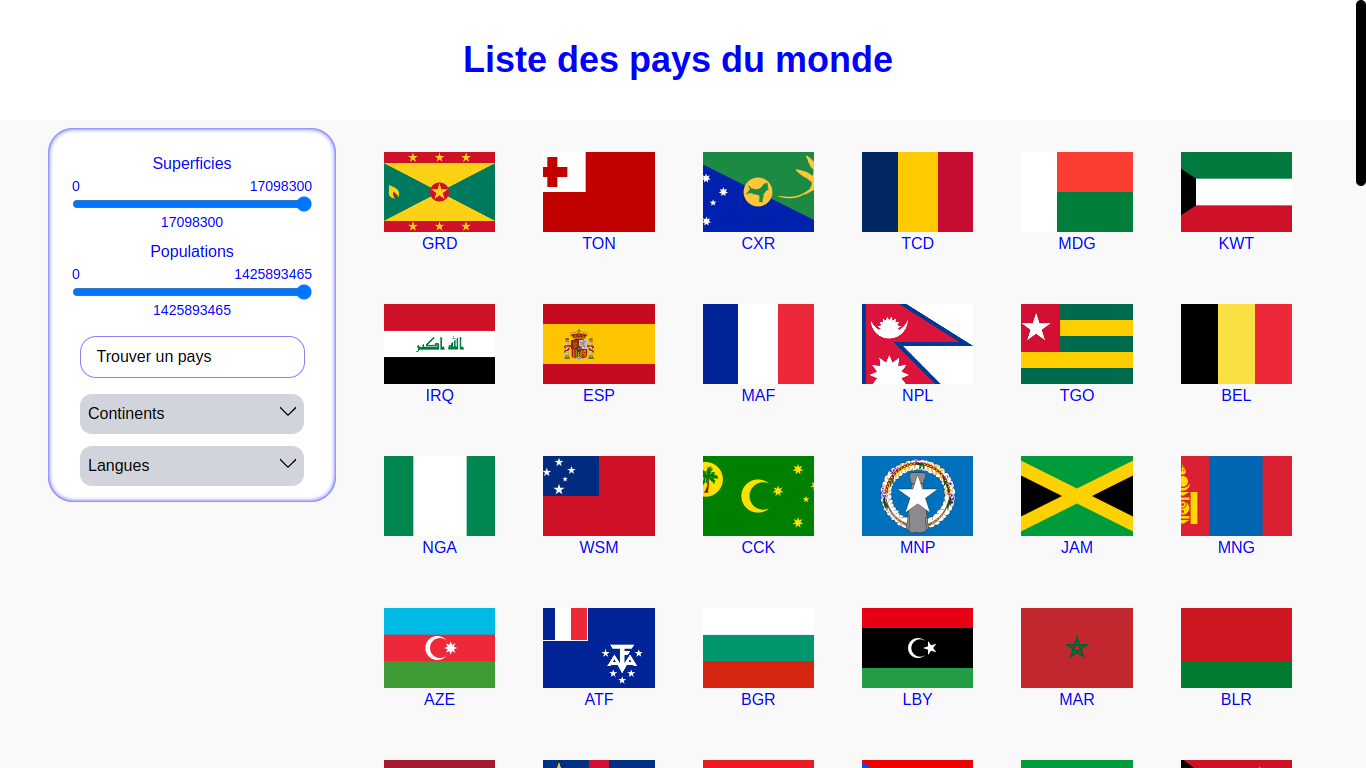 Liste des pays du monde
Superficies
0 17098300
17098300
Populations
0 1425893465
1425893465
Trouver un pays
Continents
Langues
GRD TON CXR TCD MDG KWT
الله اكبر
IRQ ESP MAF NPL TGO BEL
NGA WSM CCK MNP JAM MNG
AZE ATF BGR LBY MAR BLR